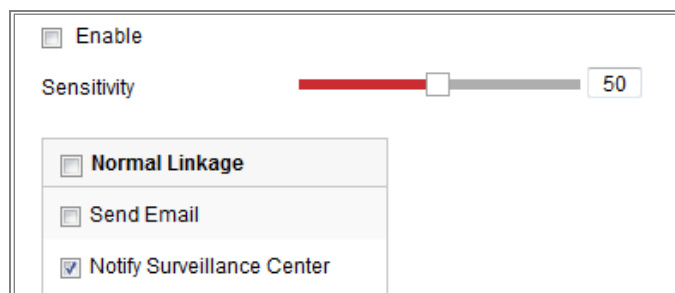 Enable
Sensitivity 50
Normal Linkage
Send Email
Notify Surveillance Center